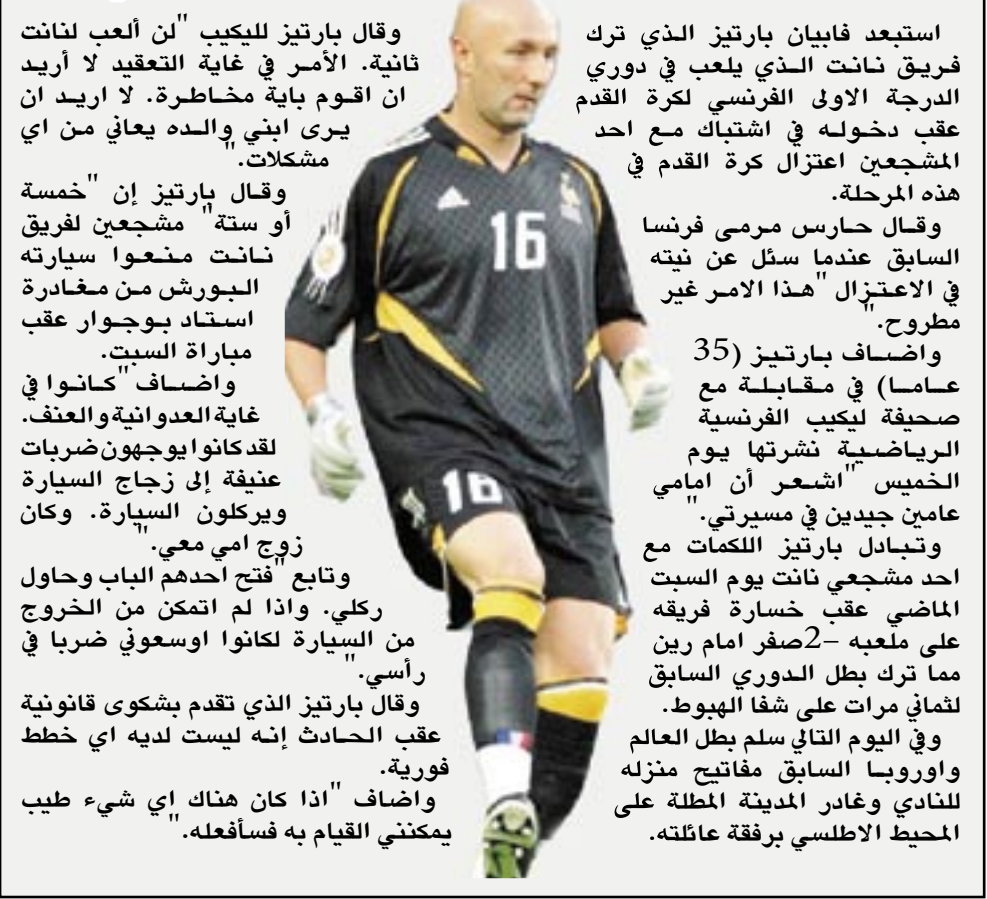 استبعد فابيان بارتيز الذي ترك
فريق نانت الذي يلعب في دوري
الدرجة الاولى الفرنسي لكرة القدم
عقب دخوله في اشتباك مع احد
المشجعين اعتزال كرة القدم في
هذه المرحلة.
وقال حارس مرمى فرنسا
السابق عندما سئل عن نيته
في الاعتزال "هذا الامر غير
مطروح."
واضاف بارتيز (35
عاما) في مقابلة مع
صحيفة ليكيب الفرنسية
الرياضية نشرتها يوم
الخميس "اشعر أن امامي
عامين جيدين في مسيرتي."
وتبادل بارتيز اللكمات مع
احد مشجعي نانت يوم السبت
الماضي عقب خسارة فريقه
على ملعبه –2صفر امام رين
مما ترك بطل الدوري السابق
لثماني مرات على شفا الهبوط.
وفي اليوم التالي سلم بطل العالم
واوروبا السابق مفاتيح منزله
للنادي وغادر المدينة المطلة على
المحيط الاطلسي برفقة عائلته.
وقال بارتيز لليكيب "لن ألعب لنانت
ثانية. الأمر في غاية التعقيد لا أريد
ان اقوم باية مخاطرة. لا اريد ان
يرى ابني والده يعاني من اي
مشكلات."
وقال بارتيز إن "خمسة
أو ستة" مشجعين لفريق
نانت منعوا سيارته
البورش من مغادرة
استاد بوجوار عقب
مباراة السبت.
واضاف "كانوا في
غاية العدوانية والعنف.
لقد كانوا يوجهون ضربات
عنيفة إلى زجاج السيارة
ويركلون السيارة. وكان
زوج امي معي."
وتابع "فتح احدهم الباب وحاول
ركلي. واذا لم اتمكن من الخروج
من السيارة لكانوا اوسعوني ضربا في
رأسي."
وقال بارتيز الذي تقدم بشكوى قانونية
عقب الحادث إنه ليست لديه اي خطط
فورية.
واضاف "اذا كان هناك اي شيء طيب
يمكنني القيام به فسأفعله."
16
16